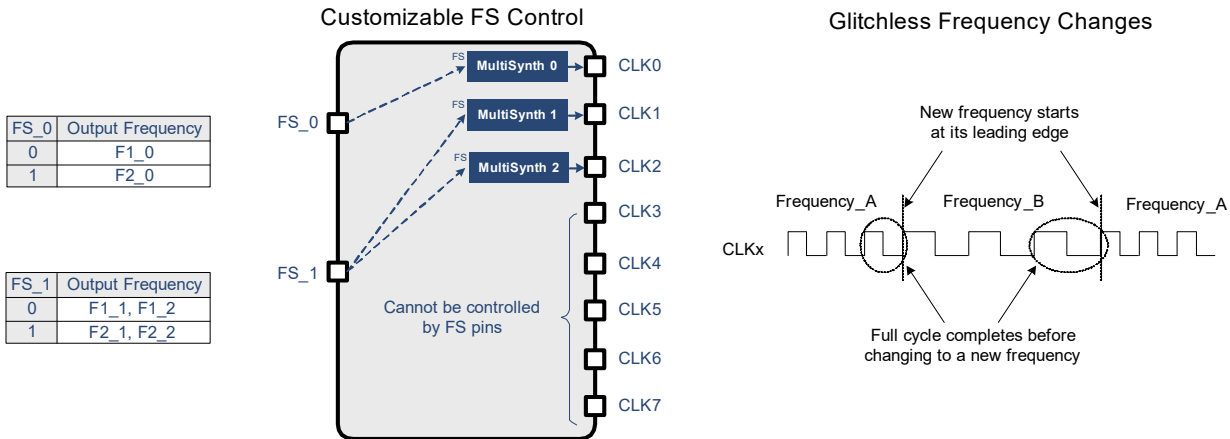 Customizable FS Control
Glitchless Frequency Changes
FS_0 Output Frequency
0 F1_0
1 F2_0
FS_1 Output Frequency
0 F1_1, F1_2
1 F2_1, F2_2
FS_0
FS_1
FS
MultiSynth 0
FS
MultiSynth 1
FS
MultiSynth 2
CLK0
CLK1
CLK2
CLK3
CLK4
CLK5
CLK6
CLK7
Cannot be controlled
by FS pins
New frequency starts
at its leading edge
Frequency_A
Frequency_B
Frequency_A
CLKx
Full cycle completes before
changing to a new frequency